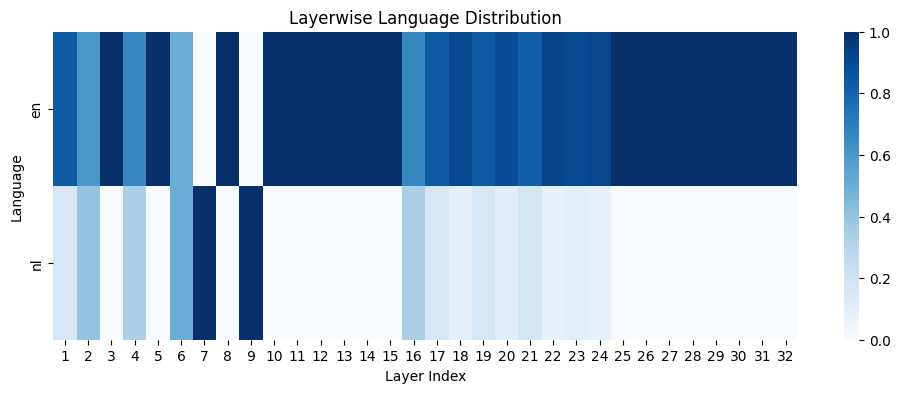 Layerwise Language Distribution
Language
en
nl
1 2 3 4 5 6 7 8 9 10 11 12 13 14 15 16 17 18 19 20 21 22 23 24 25 26 27 28 29 30 31 32
Layer Index
1.0
0.8
0.6
0.4
0.2
0.0